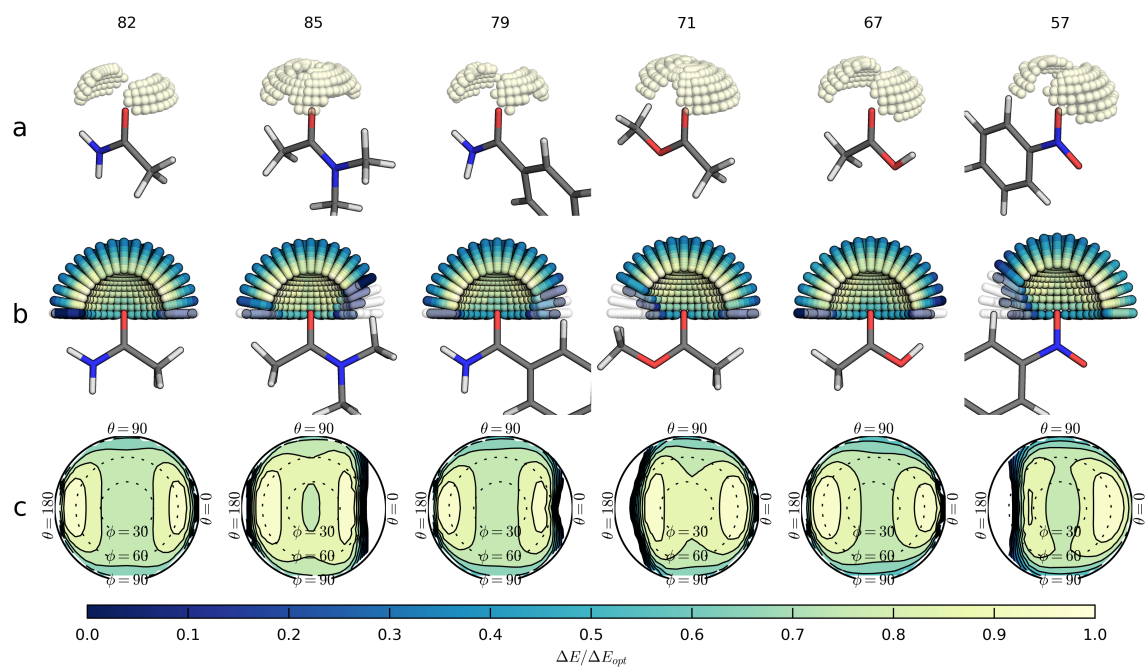 82 85 79 71 67 57
a
b
θ = 90 θ = 90 θ = 90 θ = 90 θ = 90 θ = 90
c
θ = 180 θ = 0 θ = 180 θ = 0 θ = 180 θ = 0 θ = 180 θ = 0 θ = 180 θ = 0 θ = 180 θ = 0
ϕ = 30 ϕ = 30 ϕ = 30 ϕ = 30 ϕ = 30 ϕ = 30
ϕ = 60 ϕ = 60 ϕ = 60 ϕ = 60 ϕ = 60 ϕ = 60
ϕ = 90 ϕ = 90 ϕ = 90 ϕ = 90 ϕ = 90 ϕ = 90
0.0 0.1 0.2 0.3 0.4 0.5 0.6 0.7 0.8 0.9 1.0
ΔE/ΔE_opt